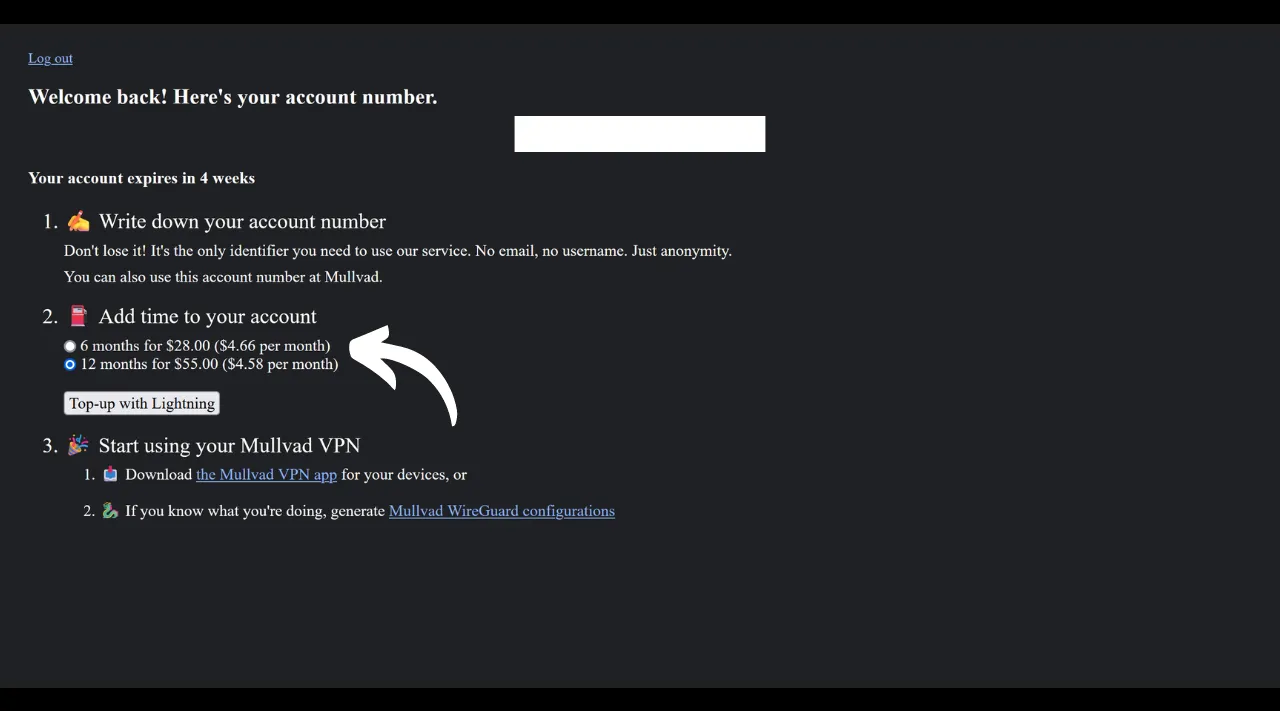 Log out
Welcome back! Here's your account number.
Your account expires in 4 weeks
1. ✍️ Write down your account number
Don't lose it! It's the only identifier you need to use our service. No email, no username. Just anonymity.
You can also use this account number at Mullvad.
2. ⛽ Add time to your account
6 months for $28.00 ($4.66 per month)
12 months for $55.00 ($4.58 per month)
Top-up with Lightning
3. 🎉 Start using your Mullvad VPN
1. 📩 Download the Mullvad VPN app for your devices, or
2. 🐉 If you know what you're doing, generate Mullvad WireGuard configurations